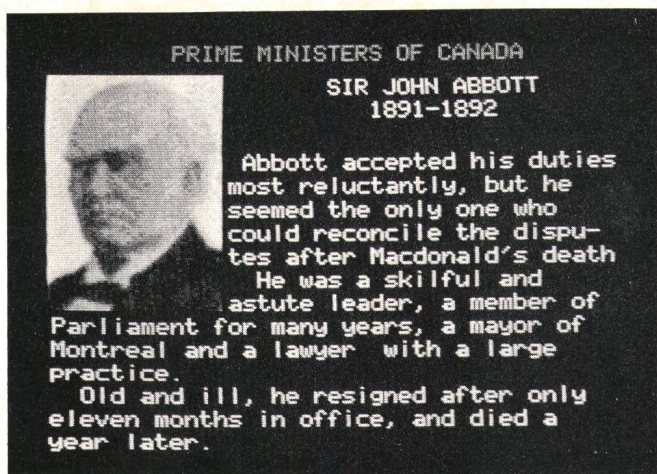 PRIME MINISTERS OF CANADA
SIR JOHN ABBOTT
1891-1892
Abbott accepted his duties
most reluctantly, but he
seemed the only one who
could reconcile the dispu-
tes after Macdonald's death
He was a skilful and
astute leader, a member of
Parliament for many years, a mayor of
Montreal and a lawyer with a large
practice.
Old and ill, he resigned after only
eleven months in office, and died a
year later.